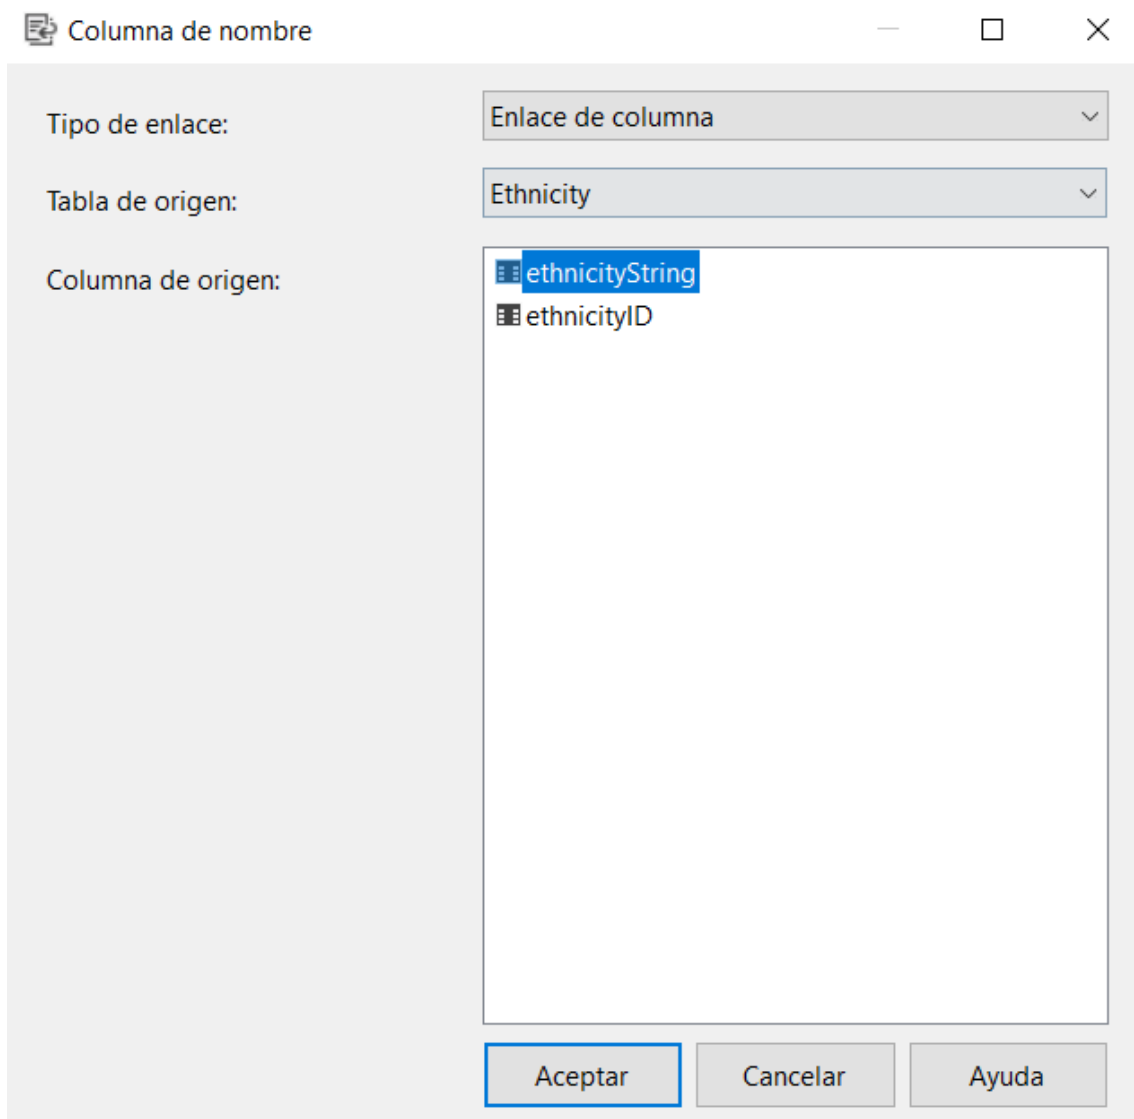 Columna de nombre
Tipo de enlace:
Enlace de columna
Tabla de origen:
Ethnicity
Columna de origen:
ethnicityString
ethnicityID
Aceptar
Cancelar
Ayuda